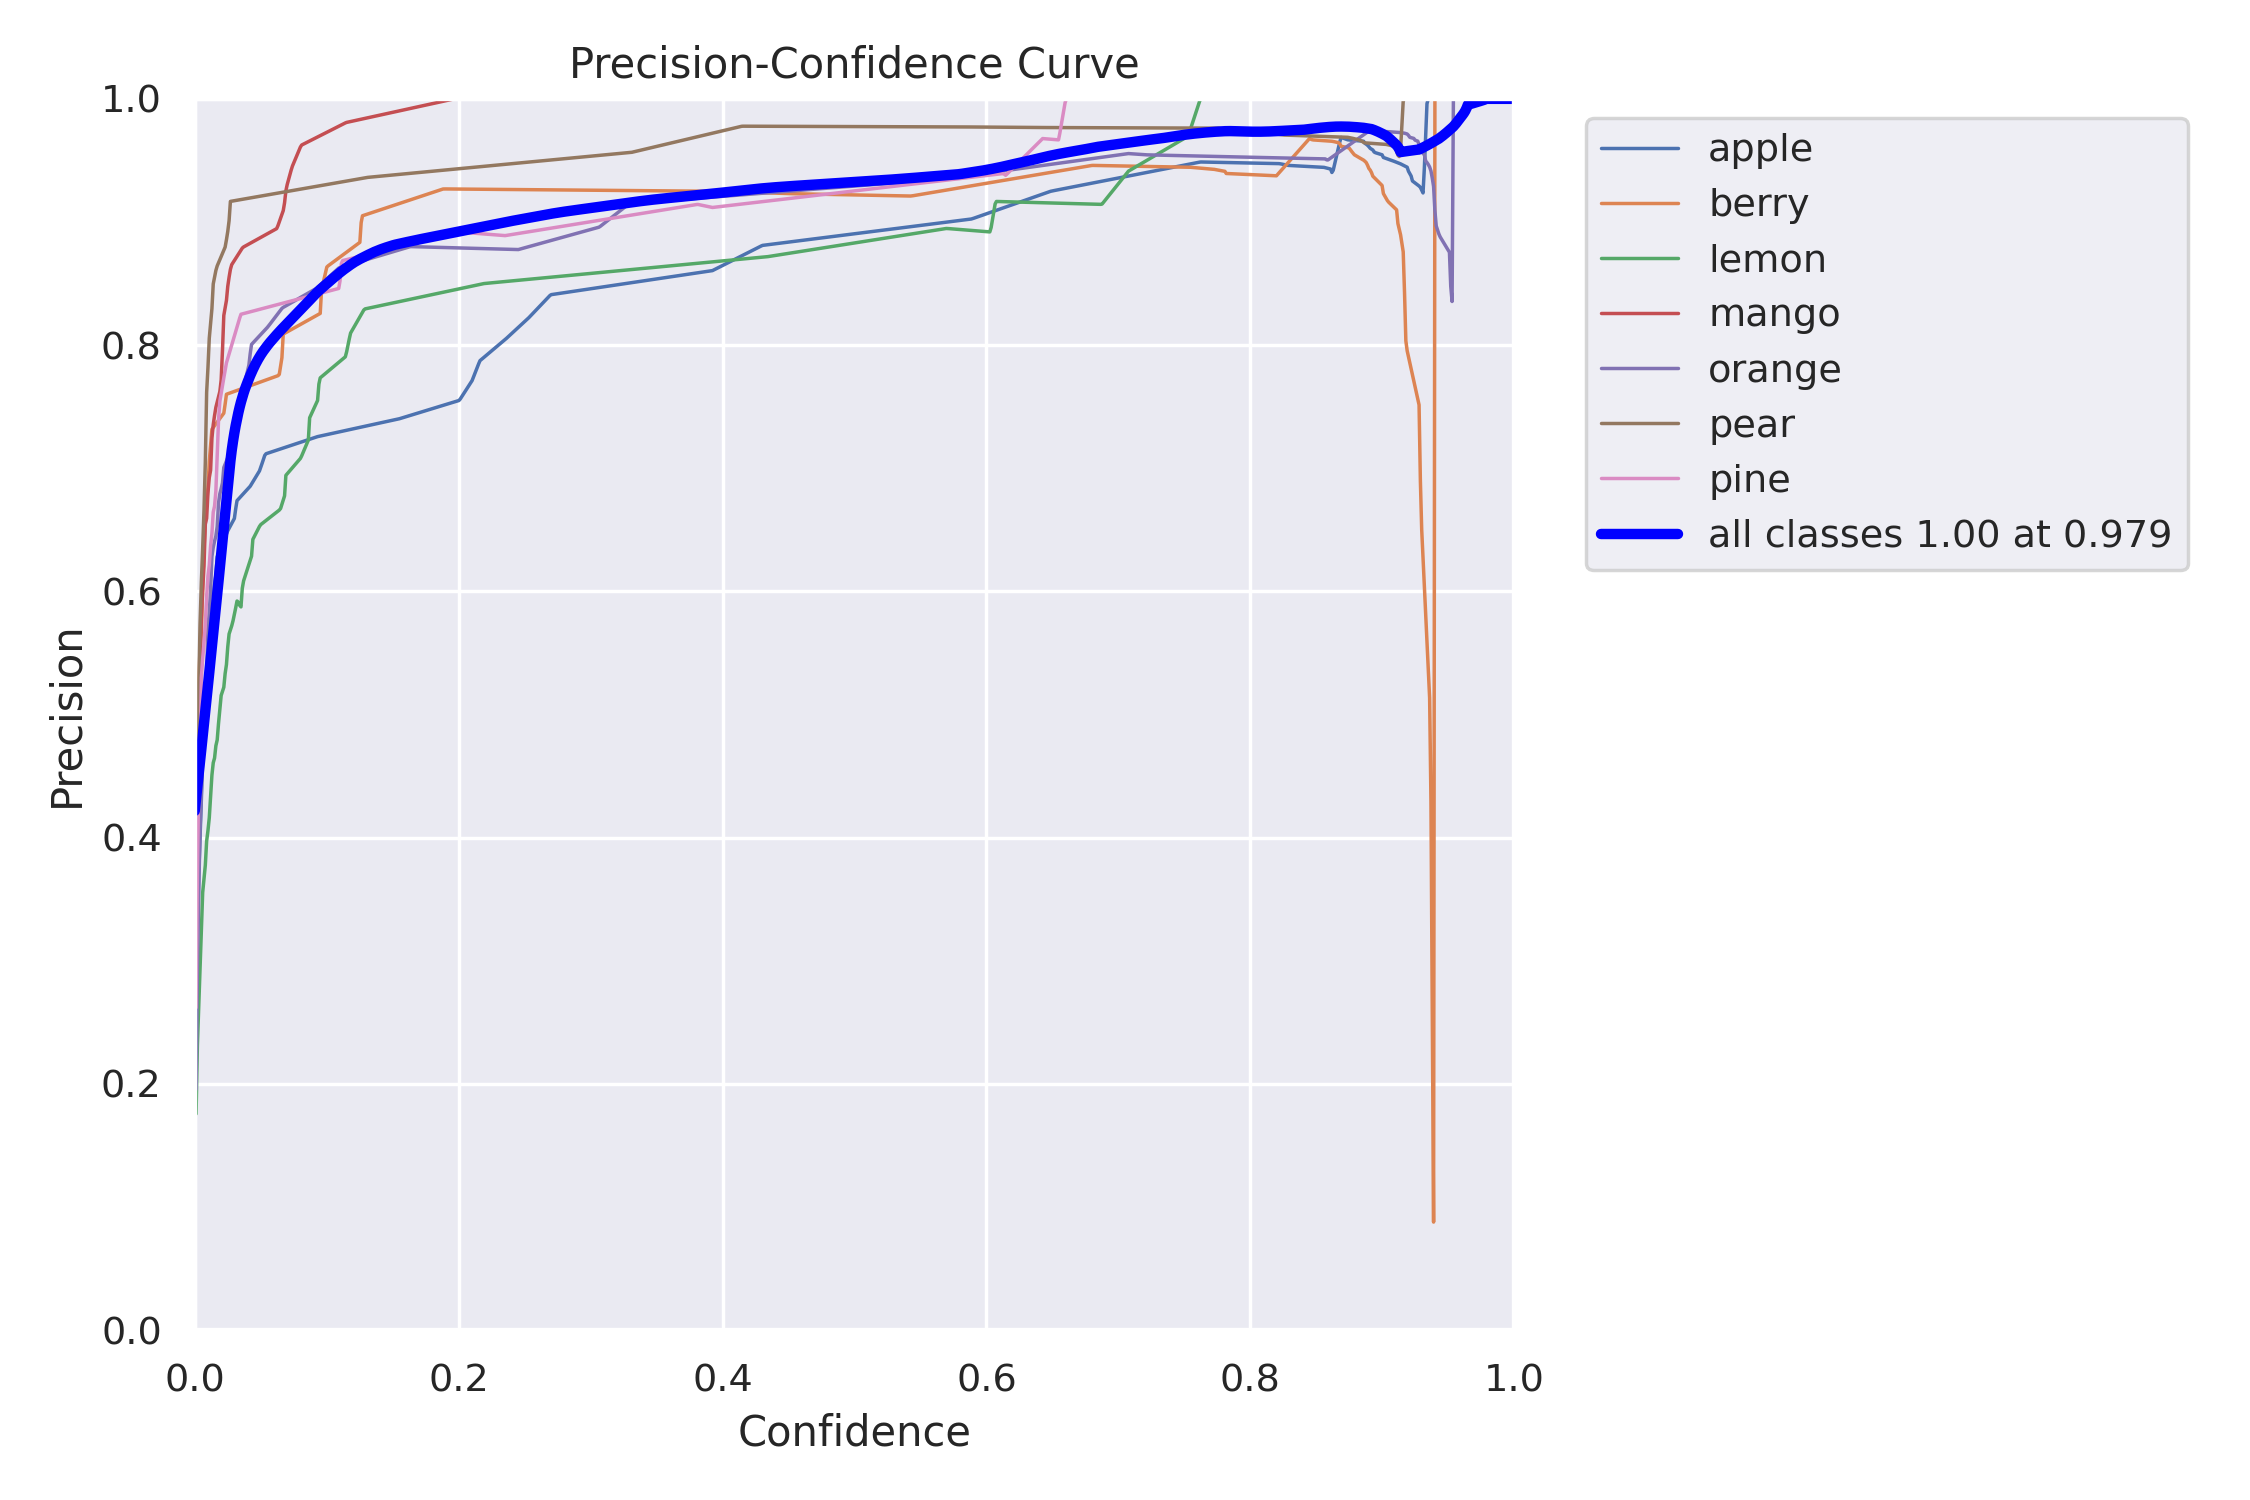 Precision-Confidence Curve
1.0
0.8
0.6
0.4
0.2
0.0
Precision
0.0 0.2 0.4 0.6 0.8 1.0
Confidence
apple
berry
lemon
mango
orange
pear
pine
all classes 1.00 at 0.979